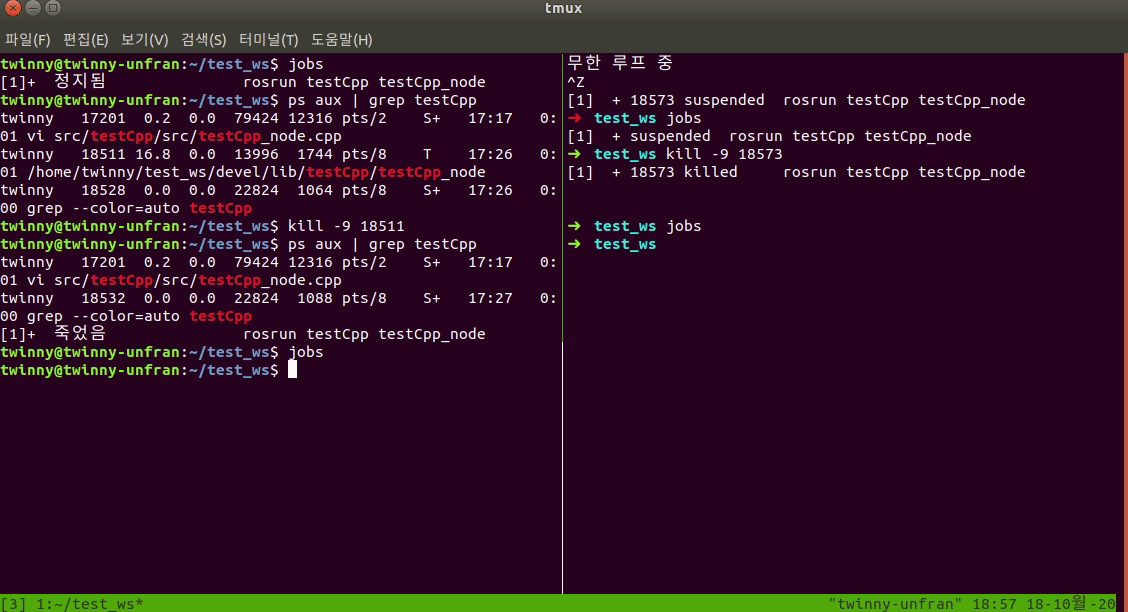 tmux
파일(F) 편집(E) 보기(V) 검색(S) 터미널(T) 도움말(H)
twinny@twinny-unfran:~/test_ws$ jobs
[1]+  정지됨               rosrun testCpp testCpp_node
twinny@twinny-unfran:~/test_ws$ ps aux | grep testCpp
twinny   17201  0.2  0.0  79424 12316 pts/2    S+   17:17   0:
01 vi src/testCpp/src/testCpp_node.cpp
twinny   18511 16.8  0.0  13996  1744 pts/8    T    17:26   0:
01 /home/twinny/test_ws/devel/lib/testCpp/testCpp_node
twinny   18528  0.0  0.0  22824  1064 pts/8    S+   17:26   0:
00 grep --color=auto testCpp
twinny@twinny-unfran:~/test_ws$ kill -9 18511
twinny@twinny-unfran:~/test_ws$ ps aux | grep testCpp
twinny   17201  0.2  0.0  79424 12316 pts/2    S+   17:17   0:
01 vi src/testCpp/src/testCpp_node.cpp
twinny   18532  0.0  0.0  22824  1088 pts/8    S+   17:27   0:
00 grep --color=auto testCpp
[1]+  죽었음               rosrun testCpp testCpp_node
twinny@twinny-unfran:~/test_ws$ jobs
twinny@twinny-unfran:~/test_ws$
무한 루프 중
^Z
[1]  + 18573 suspended  rosrun testCpp testCpp_node
➜  test_ws jobs
[1]  + suspended  rosrun testCpp testCpp_node
➜  test_ws kill -9 18573
[1]  + 18573 killed     rosrun testCpp testCpp_node
➜  test_ws jobs
➜  test_ws
[3] 1:~/test_ws*
"twinny-unfran" 18:57 18-10월-20